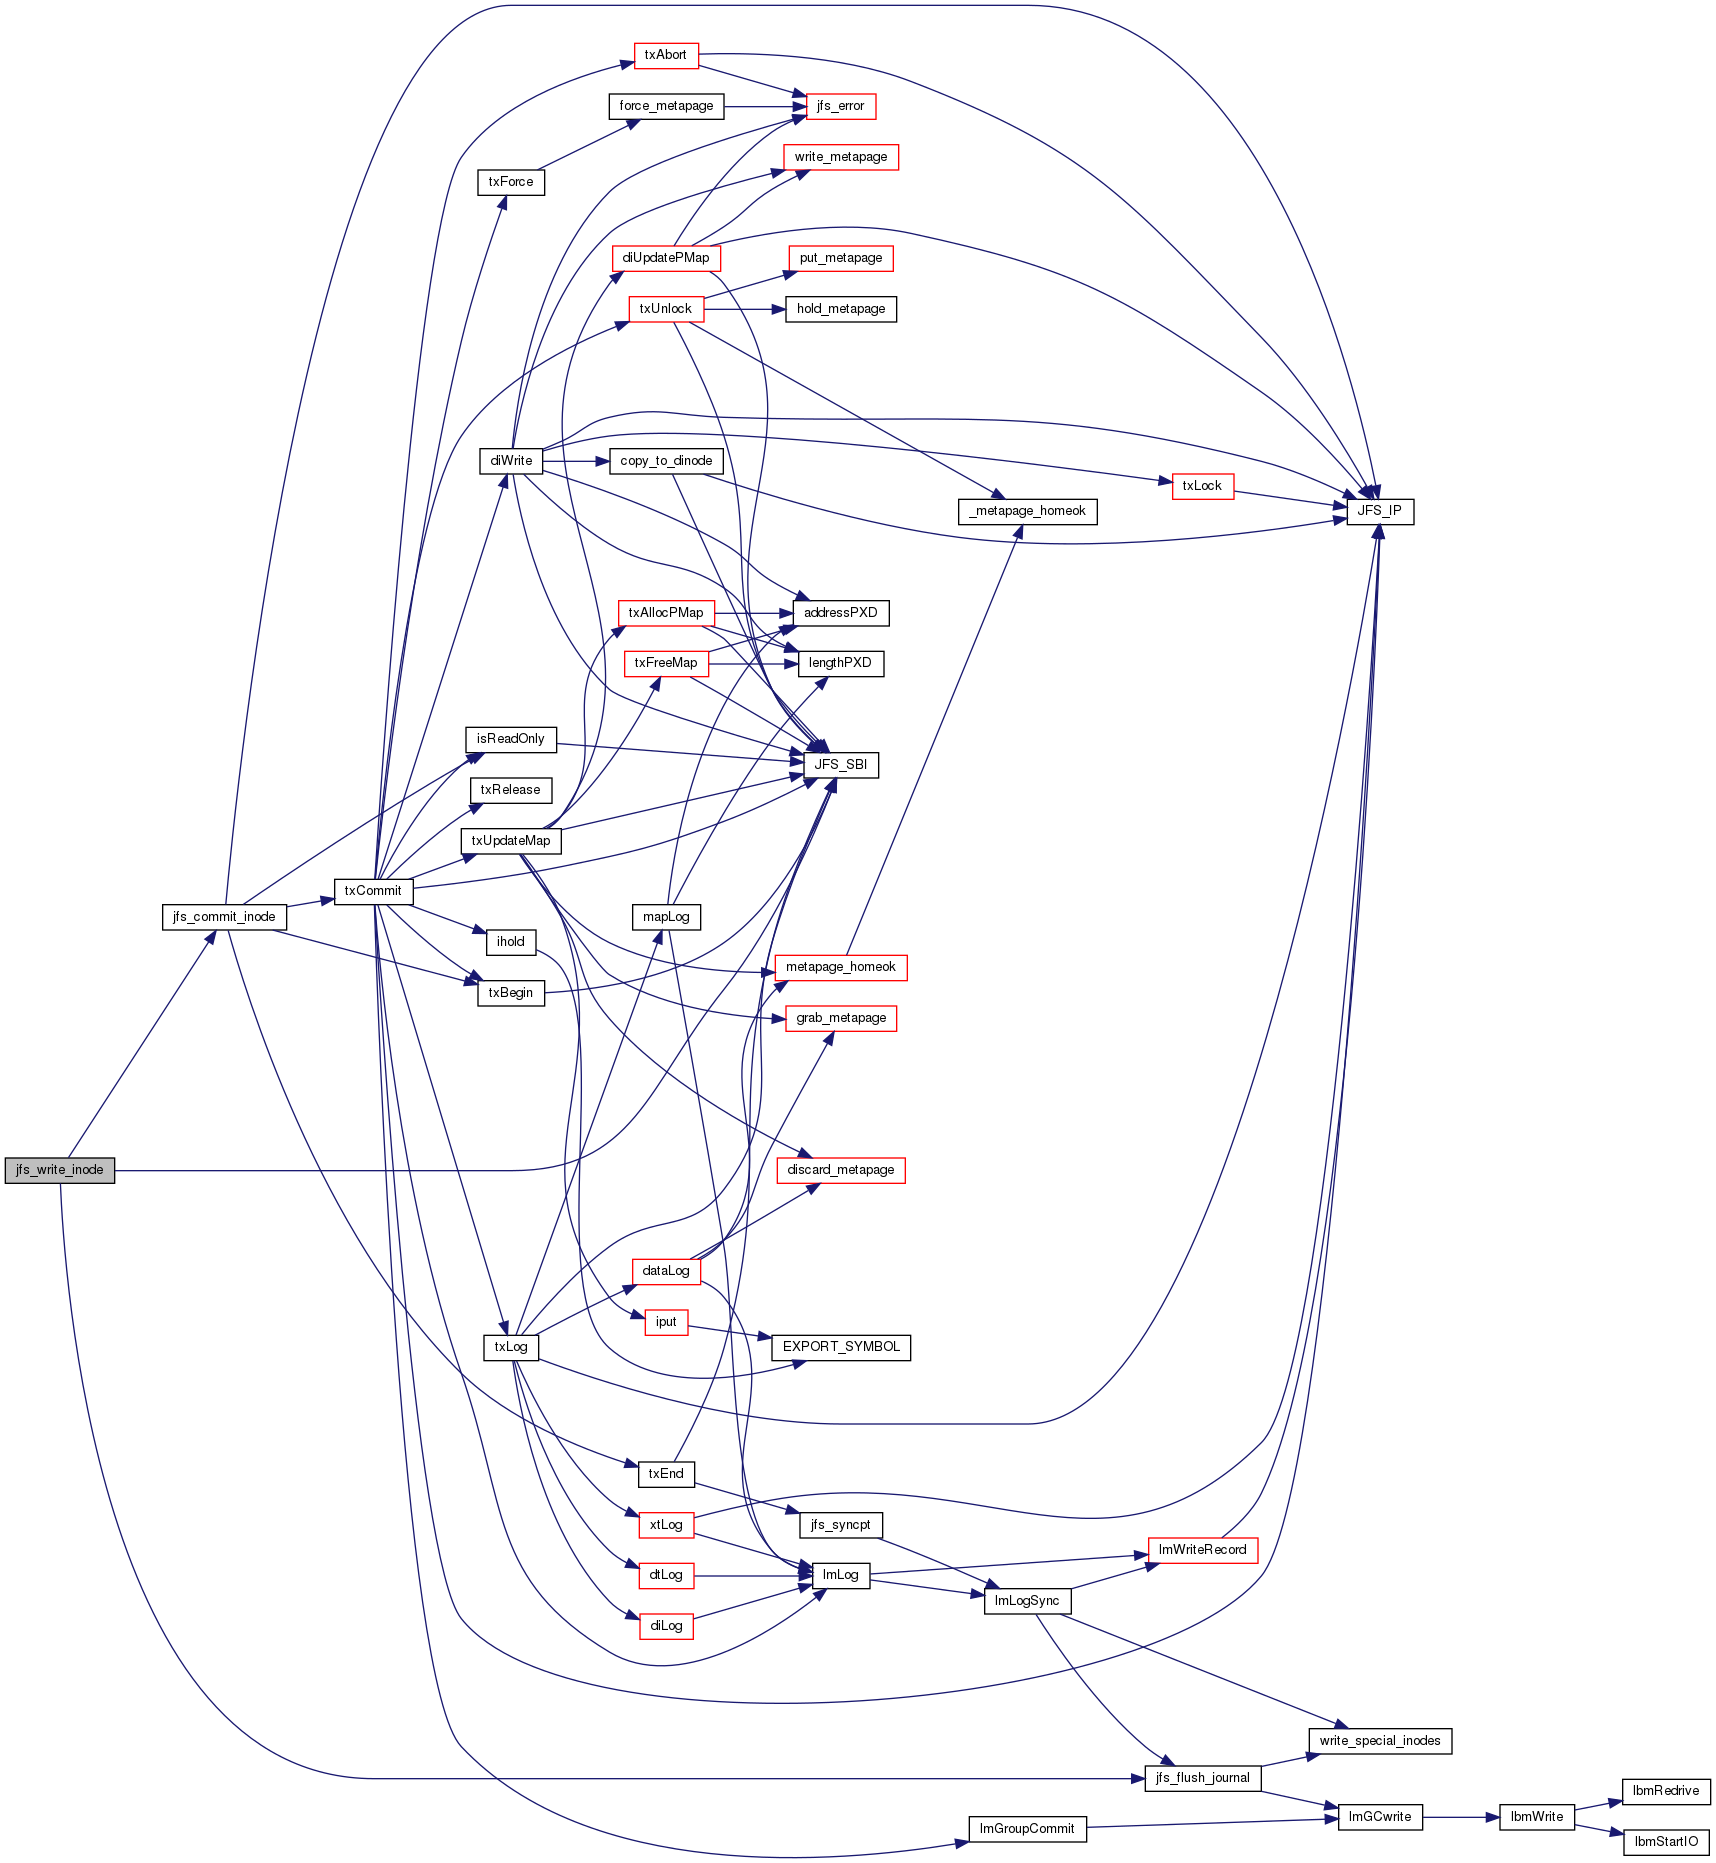 txAbort
force_metapage
jfs_error
write_metapage
txForce
diUpdatePMap
put_metapage
txUnlock
hold_metapage
diWrite
copy_to_dinode
txLock
_metapage_homeok
JFS_IP
txAllocPMap
addressPXD
txFreeMap
lengthPXD
isReadOnly
JFS_SBI
txRelease
txUpdateMap
txCommit
jfs_commit_inode
mapLog
ihold
metapage_homeok
txBegin
grab_metapage
jfs_write_inode
discard_metapage
dataLog
iput
txLog
EXPORT_SYMBOL
txEnd
xtLog
jfs_syncpt
lmWriteRecord
dtLog
lmLog
lmLogSync
diLog
write_special_inodes
jfs_flush_journal
lbmRedrive
lmGCwrite
lbmWrite
lmGroupCommit
lbmStartIO